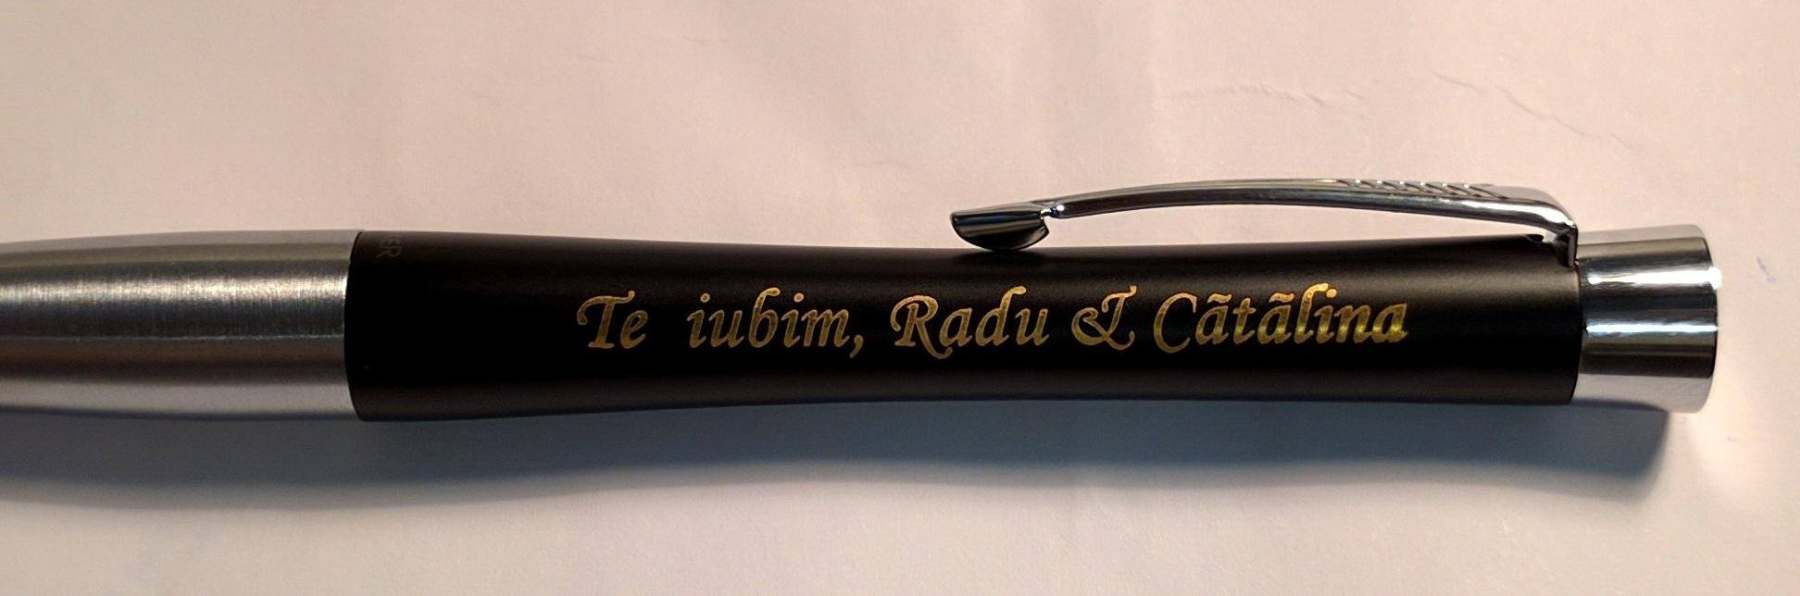 Te iubim, Radu & Cãtãlina